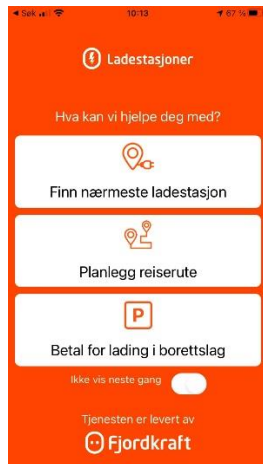 Søk 10:13 67 %
Ladestasjoner
Hva kan vi hjelpe deg med?
Finn nærmeste ladestasjon
Planlegg reiserute
P
Betal for lading i borettslag
Ikke vis neste gang
Tjenesten er levert av
Fjordkraft